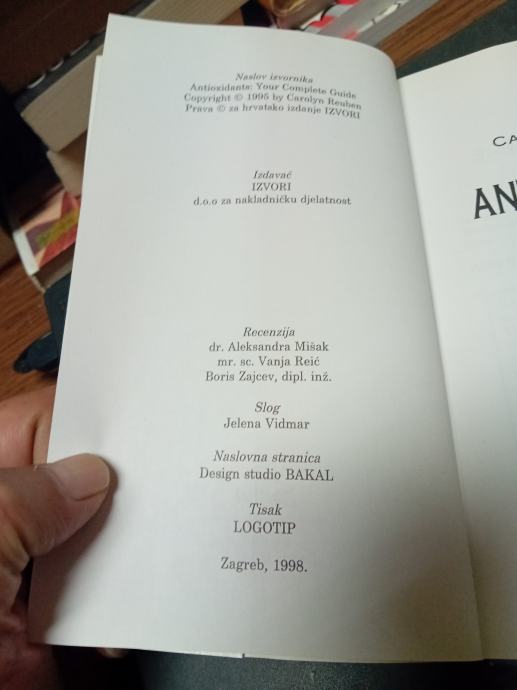 Naslov izvornika
Antioxidants: Your Complete Guide
Copyright © 1995 by Carolyn Reuben
Prava © za hrvatsko izdanje IZVORI
Izdavač
IZVORI
d.o.o za nakladničku djelatnost
Recenzija
dr. Aleksandra Mišak
mr. sc. Vanja Reić
Boris Zajcev, dipl. inž.
Slog
Jelena Vidmar
Naslovna stranica
Design studio BAKAL
Tisak
LOGOTIP
Zagreb, 1998.
CA
AN